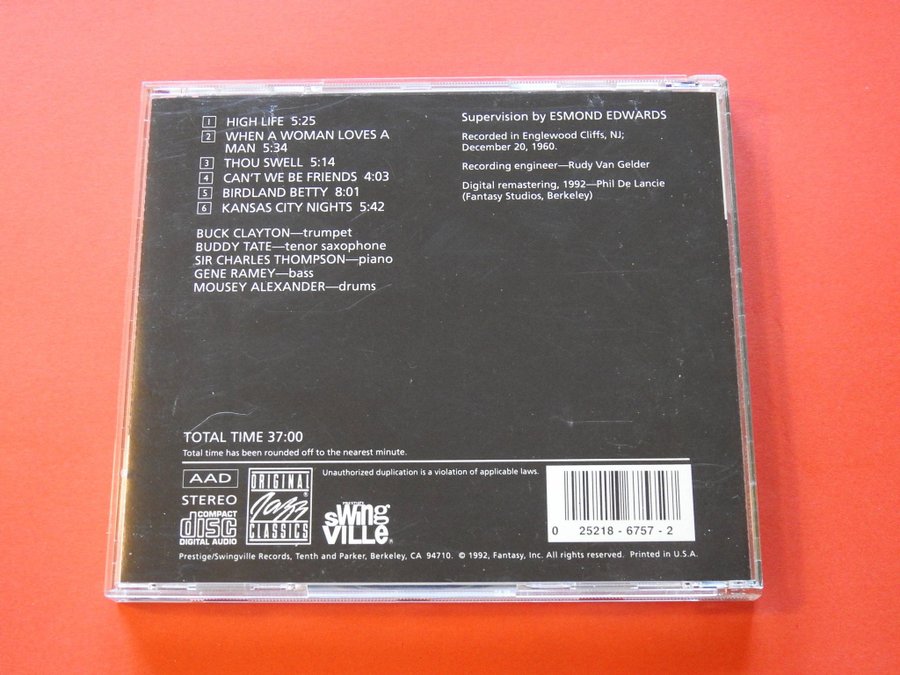 1 HIGH LIFE 5:25
2 WHEN A WOMAN LOVES A
MAN 5:34
3 THOU SWELL 5:14
4 CAN'T WE BE FRIENDS 4:03
5 BIRDLAND BETTY 8:01
6 KANSAS CITY NIGHTS 5:42
BUCK CLAYTON—trumpet
BUDDY TATE—tenor saxophone
SIR CHARLES THOMPSON—piano
GENE RAMEY—bass
MOUSEY ALEXANDER—drums
Supervision by ESMOND EDWARDS
Recorded in Englewood Cliffs, NJ;
December 20, 1960.
Recording engineer—Rudy Van Gelder
Digital remastering, 1992—Phil De Lancie
(Fantasy Studios, Berkeley)
TOTAL TIME 37:00
Total time has been rounded off to the nearest minute.
AAD
STEREO
COMPACT
disc
DIGITAL AUDIO
ORIGINAL
Jazz
CLASSICS
Unauthorized duplication is a violation of applicable laws.
swing
VILLE
0 25218 - 6757 - 2
Prestige/Swingville Records, Tenth and Parker, Berkeley, CA 94710. © 1992, Fantasy, Inc. All rights reserved. Printed in U.S.A.